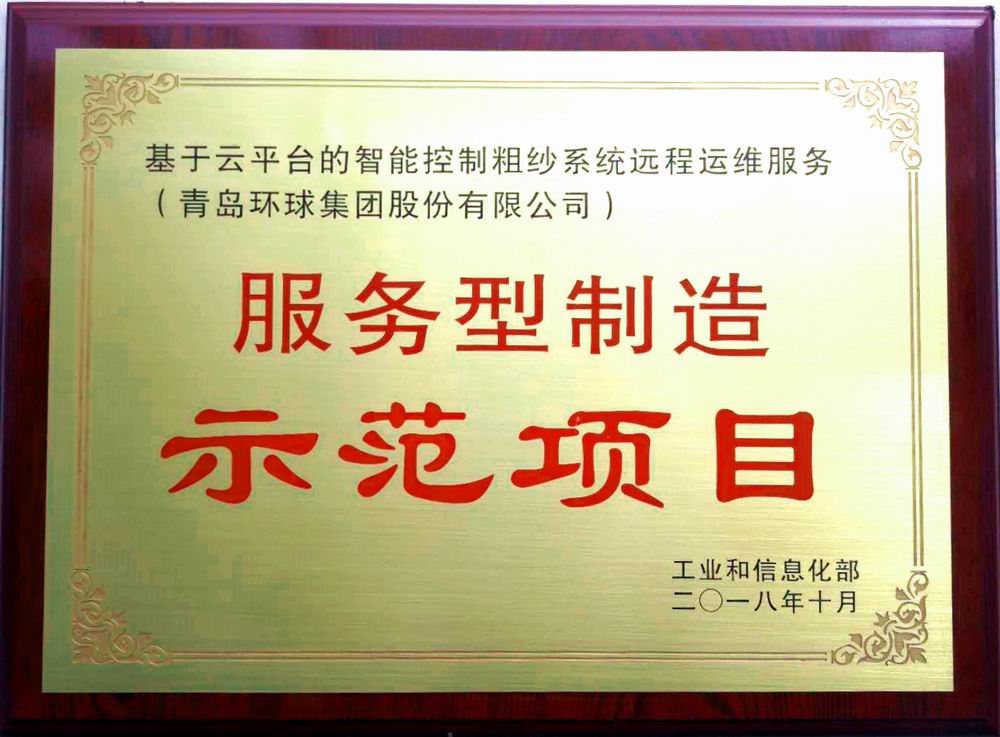 基于云平台的智能控制粗纱系统远程运维服务
（青岛环球集团股份有限公司）
服务型制造
示范项目
工业和信息化部
二〇一八年十月